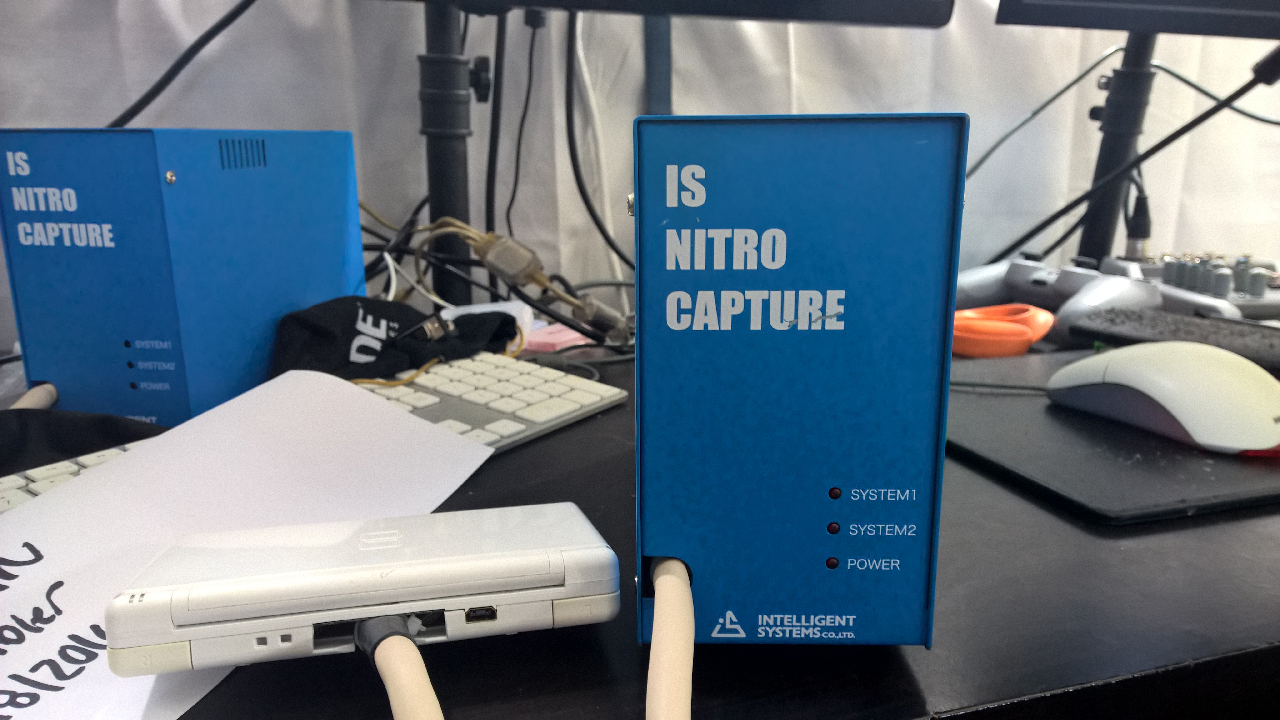 IS
NITRO
CAPTURE
SYSTEM1
SYSTEM2
POWER
IS
NITRO
CAPTURE
SYSTEM1
SYSTEM2
POWER
INTELLIGENT
SYSTEMS CO.,LTD.